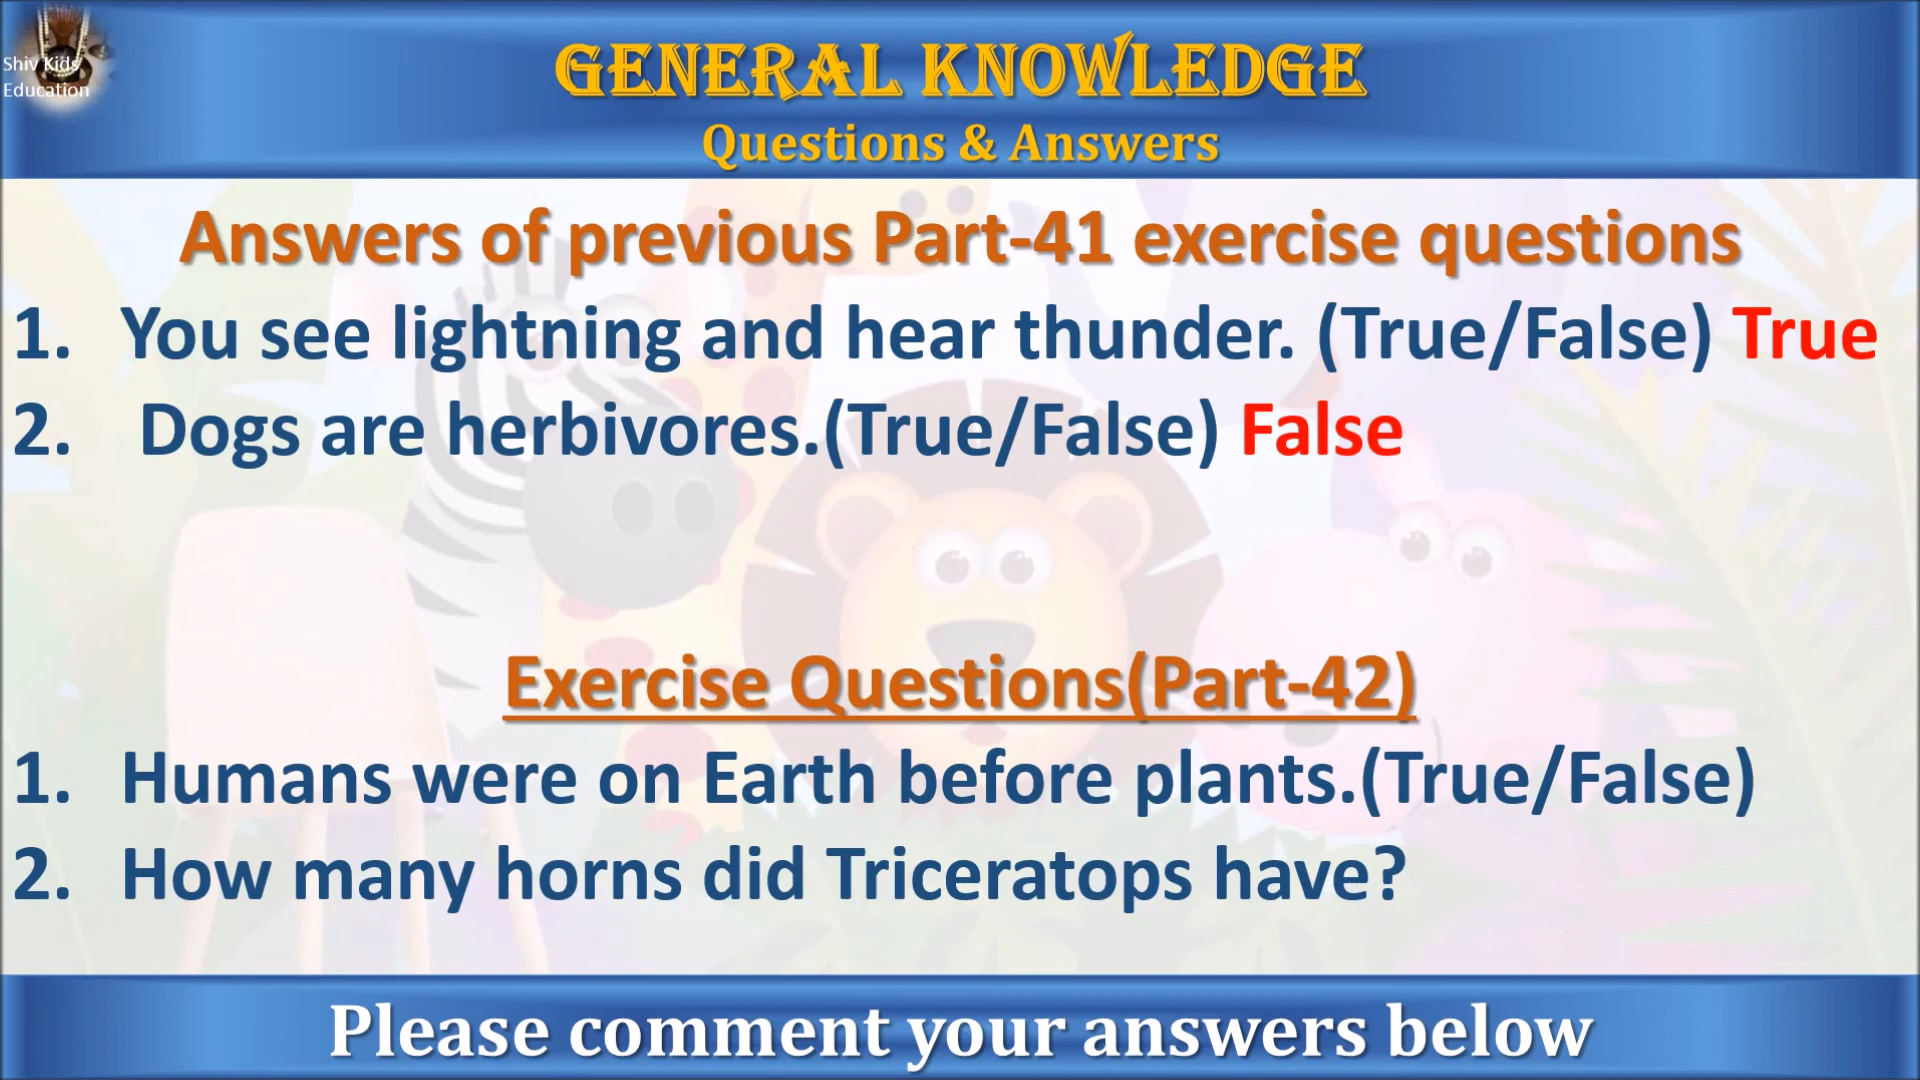 Shiv Kids
Education
GENERAL KNOWLEDGE
Questions & Answers
Answers of previous Part-41 exercise questions
1. You see lightning and hear thunder. (True/False) True
2. Dogs are herbivores.(True/False) False
Exercise Questions(Part-42)
1. Humans were on Earth before plants.(True/False)
2. How many horns did Triceratops have?
Please comment your answers below